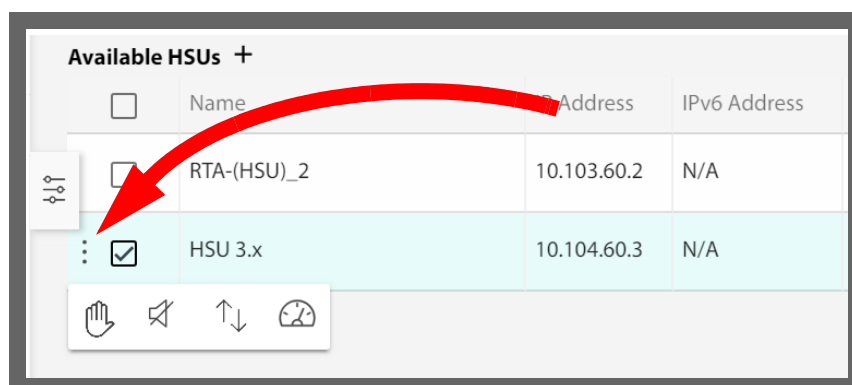 Available HSUs +
Name IP Address IPv6 Address
RTA-(HSU)_2 10.103.60.2 N/A
HSU 3.x 10.104.60.3 N/A